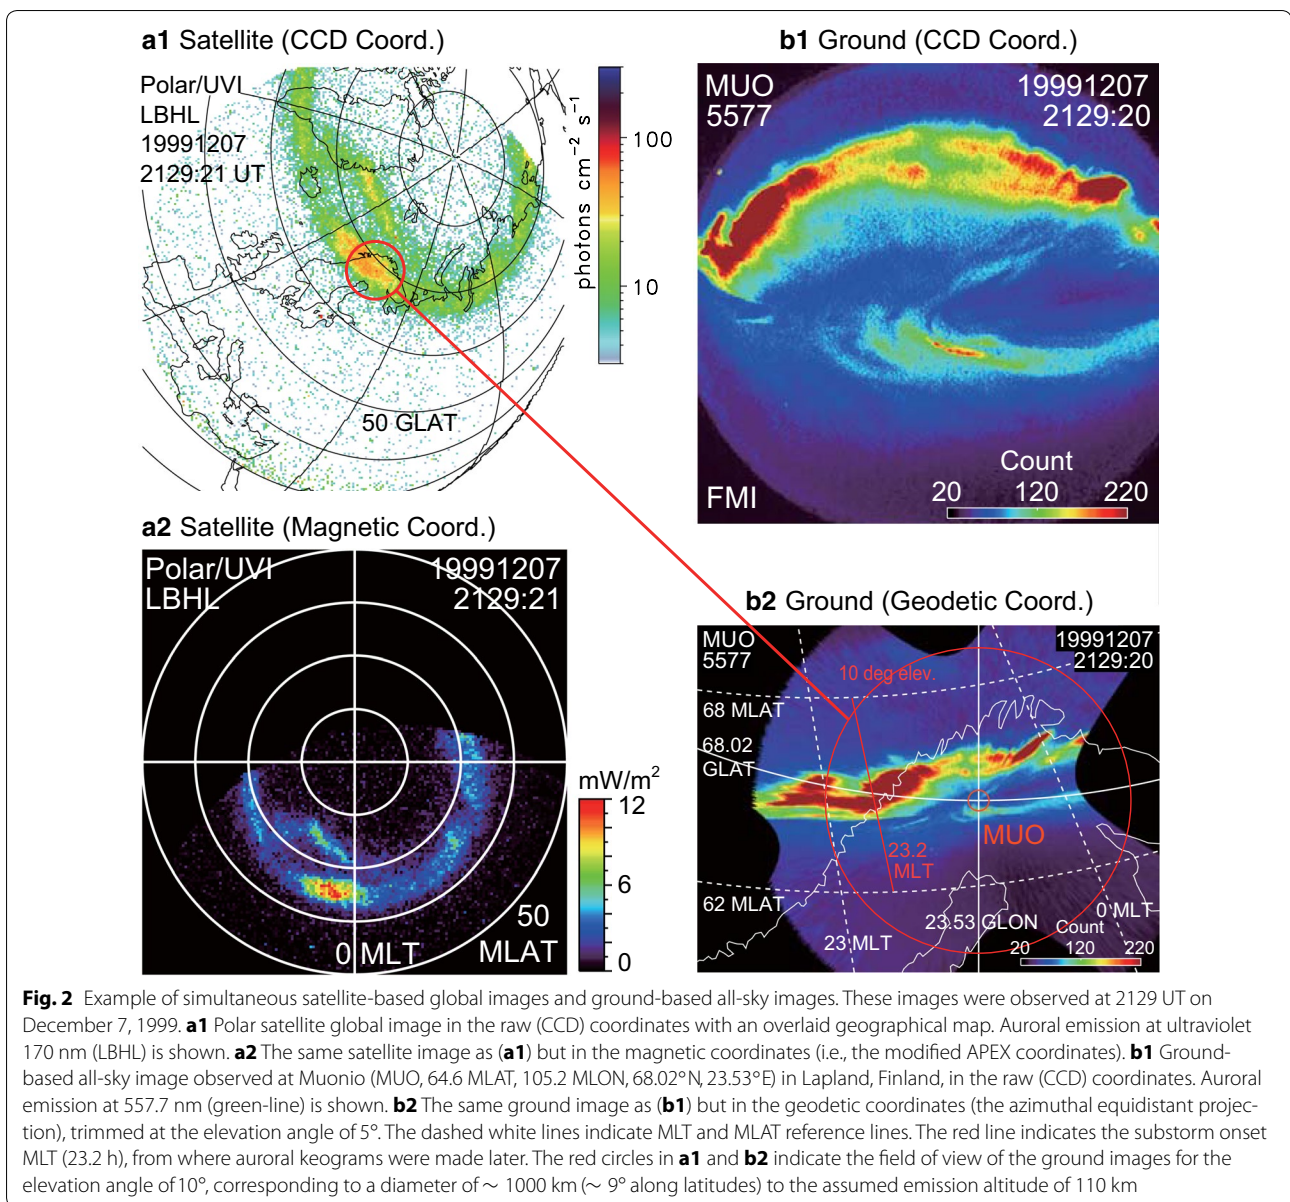 a1 Satellite (CCD Coord.)
Polar/UVI
LBHL
19991207
2129:21 UT
50 GLAT
100
10
photons cm−2 s−1
b1 Ground (CCD Coord.)
MUO
5577
19991207
2129:20
FMI
Count
20 120 220
a2 Satellite (Magnetic Coord.)
Polar/UVI
LBHL
19991207
2129:21
50
MLAT
0 MLT
mW/m2
12
6
0
b2 Ground (Geodetic Coord.)
MUO
5577
19991207
2129:20
10 deg elev.
68 MLAT
68.02
GLAT
MUO
23.2
MLT
62 MLAT
23.53 GLON
0 MLT
23 MLT
Count
20 120 220
Fig. 2 Example of simultaneous satellite-based global images and ground-based all-sky images. These images were observed at 2129 UT on
December 7, 1999. a1 Polar satellite global image in the raw (CCD) coordinates with an overlaid geographical map. Auroral emission at ultraviolet
170 nm (LBHL) is shown. a2 The same satellite image as (a1) but in the magnetic coordinates (i.e., the modified APEX coordinates). b1 Ground-
based all-sky image observed at Muonio (MUO, 64.6 MLAT, 105.2 MLON, 68.02°N, 23.53°E) in Lapland, Finland, in the raw (CCD) coordinates. Auroral
emission at 557.7 nm (green-line) is shown. b2 The same ground image as (b1) but in the geodetic coordinates (the azimuthal equidistant projec-
tion), trimmed at the elevation angle of 5°. The dashed white lines indicate MLT and MLAT reference lines. The red line indicates the substorm onset
MLT (23.2 h), from where auroral keograms were made later. The red circles in a1 and b2 indicate the field of view of the ground images for the
elevation angle of 10°, corresponding to a diameter of ∼ 1000 km (∼ 9° along latitudes) to the assumed emission altitude of 110 km